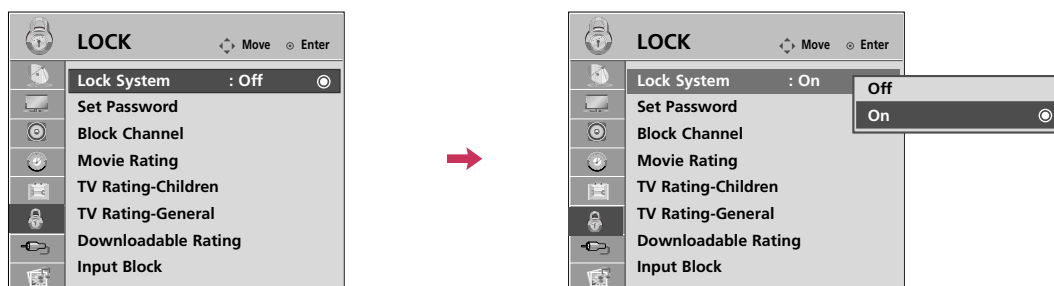 LOCK
Move Enter
Lock System : Off
Set Password
Block Channel
Movie Rating
TV Rating-Children
TV Rating-General
Downloadable Rating
Input Block
LOCK
Move Enter
Lock System : On
Set Password
Block Channel
Movie Rating
TV Rating-Children
TV Rating-General
Downloadable Rating
Input Block
Off
On